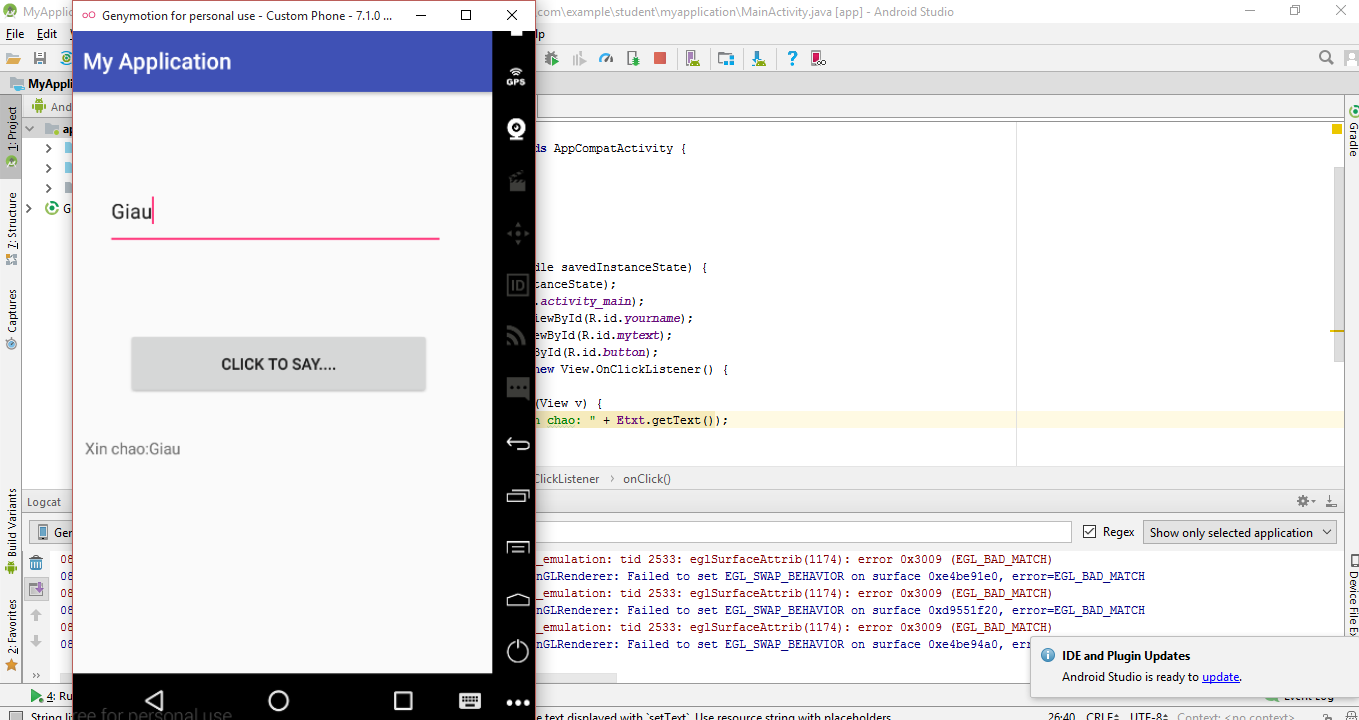 MyApplic
Genymotion for personal use - Custom Phone - 7.1.0 ...
.com\example\student\myapplication\MainActivity.java [app] - Android Studio
File
Edit
lp
My Application
GPS
MyAppli
And
ap
G
1: Project
7: Structure
Captures
Build Variants
2: Favorites
Gradle
Giau
ID
CLICK TO SAY....
Xin chao:Giau
ds AppCompatActivity {
dle savedInstanceState) {
tanceState);
.activity_main);
iewById(R.id.yourname);
ewById(R.id.mytext);
ById(R.id.button);
new View.OnClickListener() {
(View v) {
n chao: " + Etxt.getText());
ClickListener > onClick()
Logcat
Gen
Regex
Show only selected application
08 _emulation: tid 2533: eglSurfaceAttrib(1174): error 0x3009 (EGL_BAD_MATCH)
08 nGLRenderer: Failed to set EGL_SWAP_BEHAVIOR on surface 0xe4be91e0, error=EGL_BAD_MATCH
08 _emulation: tid 2533: eglSurfaceAttrib(1174): error 0x3009 (EGL_BAD_MATCH)
08 nGLRenderer: Failed to set EGL_SWAP_BEHAVIOR on surface 0xd9551f20, error=EGL_BAD_MATCH
08 _emulation: tid 2533: eglSurfaceAttrib(1174): error 0x3009 (EGL_BAD_MATCH)
08 nGLRenderer: Failed to set EGL_SWAP_BEHAVIOR on surface 0xe4be94a0, err
Device File Ex
IDE and Plugin Updates
Android Studio is ready to update.
4: Ru
Event Log
ree for personal use
String li
e text displayed with `setText`. Use resource string with placeholders.
26:40 CRLF UTF-8 Context: <no context>